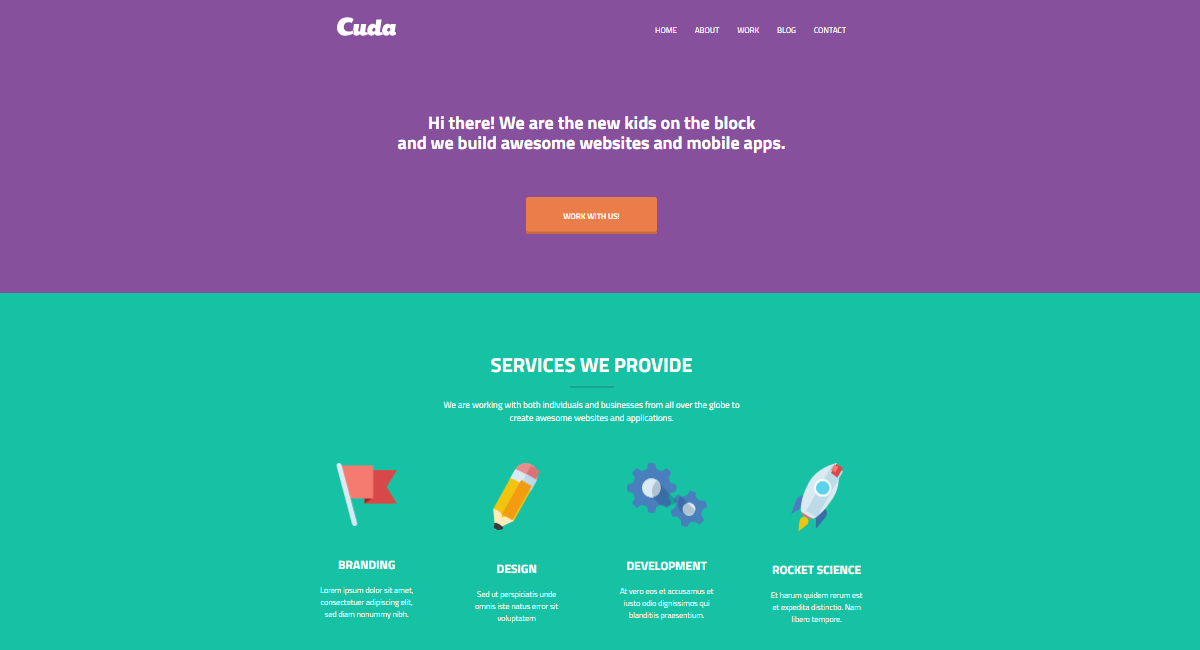 Cuda
HOME ABOUT WORK BLOG CONTACT
Hi there! We are the new kids on the block
and we build awesome websites and mobile apps.
WORK WITH US!
SERVICES WE PROVIDE
We are working with both individuals and businesses from all over the globe to
create awesome websites and applications.
BRANDING
Lorem ipsum dolor sit amet,
consectetuer adipiscing elit,
sed diam nonummy nibh.
DESIGN
Sed ut perspiciatis unde
omnis iste natus error sit
voluptatem
DEVELOPMENT
At vero eos et accusamus et
iusto odio dignissimos qui
blanditiis praesentium.
ROCKET SCIENCE
Et harum quidem rerum est
et expedita distinctio. Nam
libero tempore.